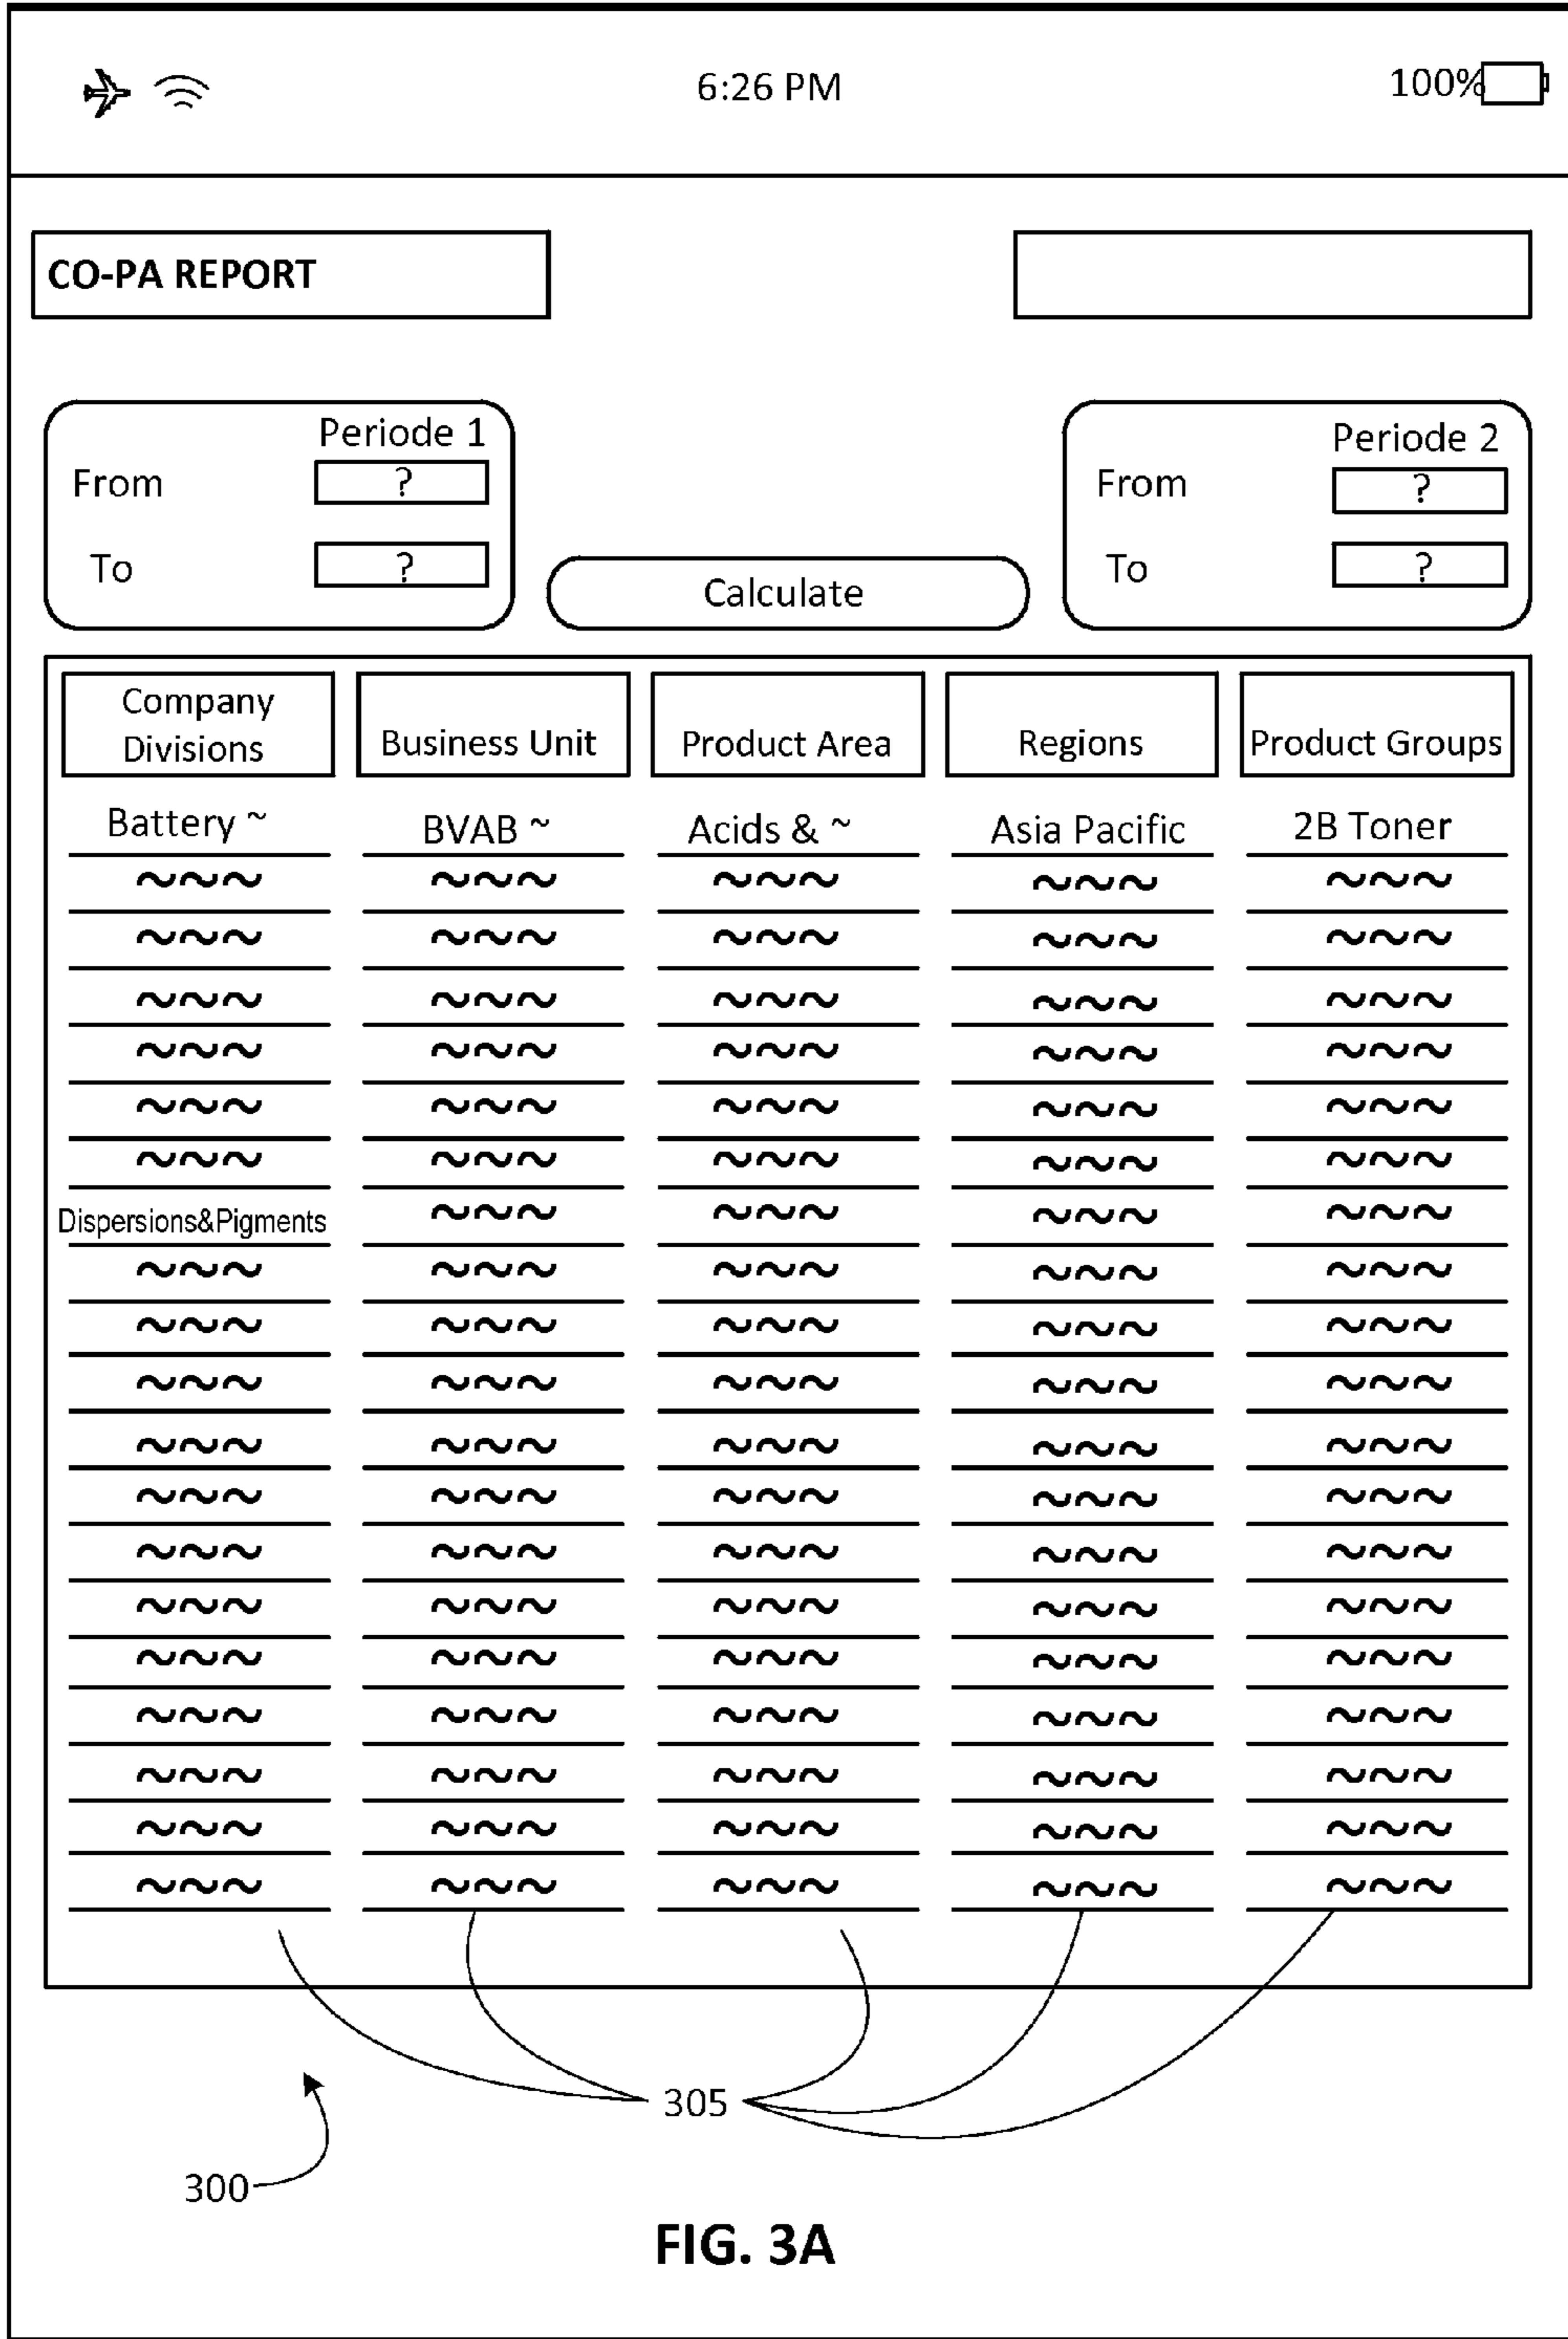 6:26 PM
100%
CO-PA REPORT
Periode 1
From ?
To ?
Calculate
Periode 2
From ?
To ?
Company Divisions
Business Unit
Product Area
Regions
Product Groups
Battery ~
BVAB ~
Acids & ~
Asia Pacific
2B Toner
Dispersions&Pigments
305
300
FIG. 3A